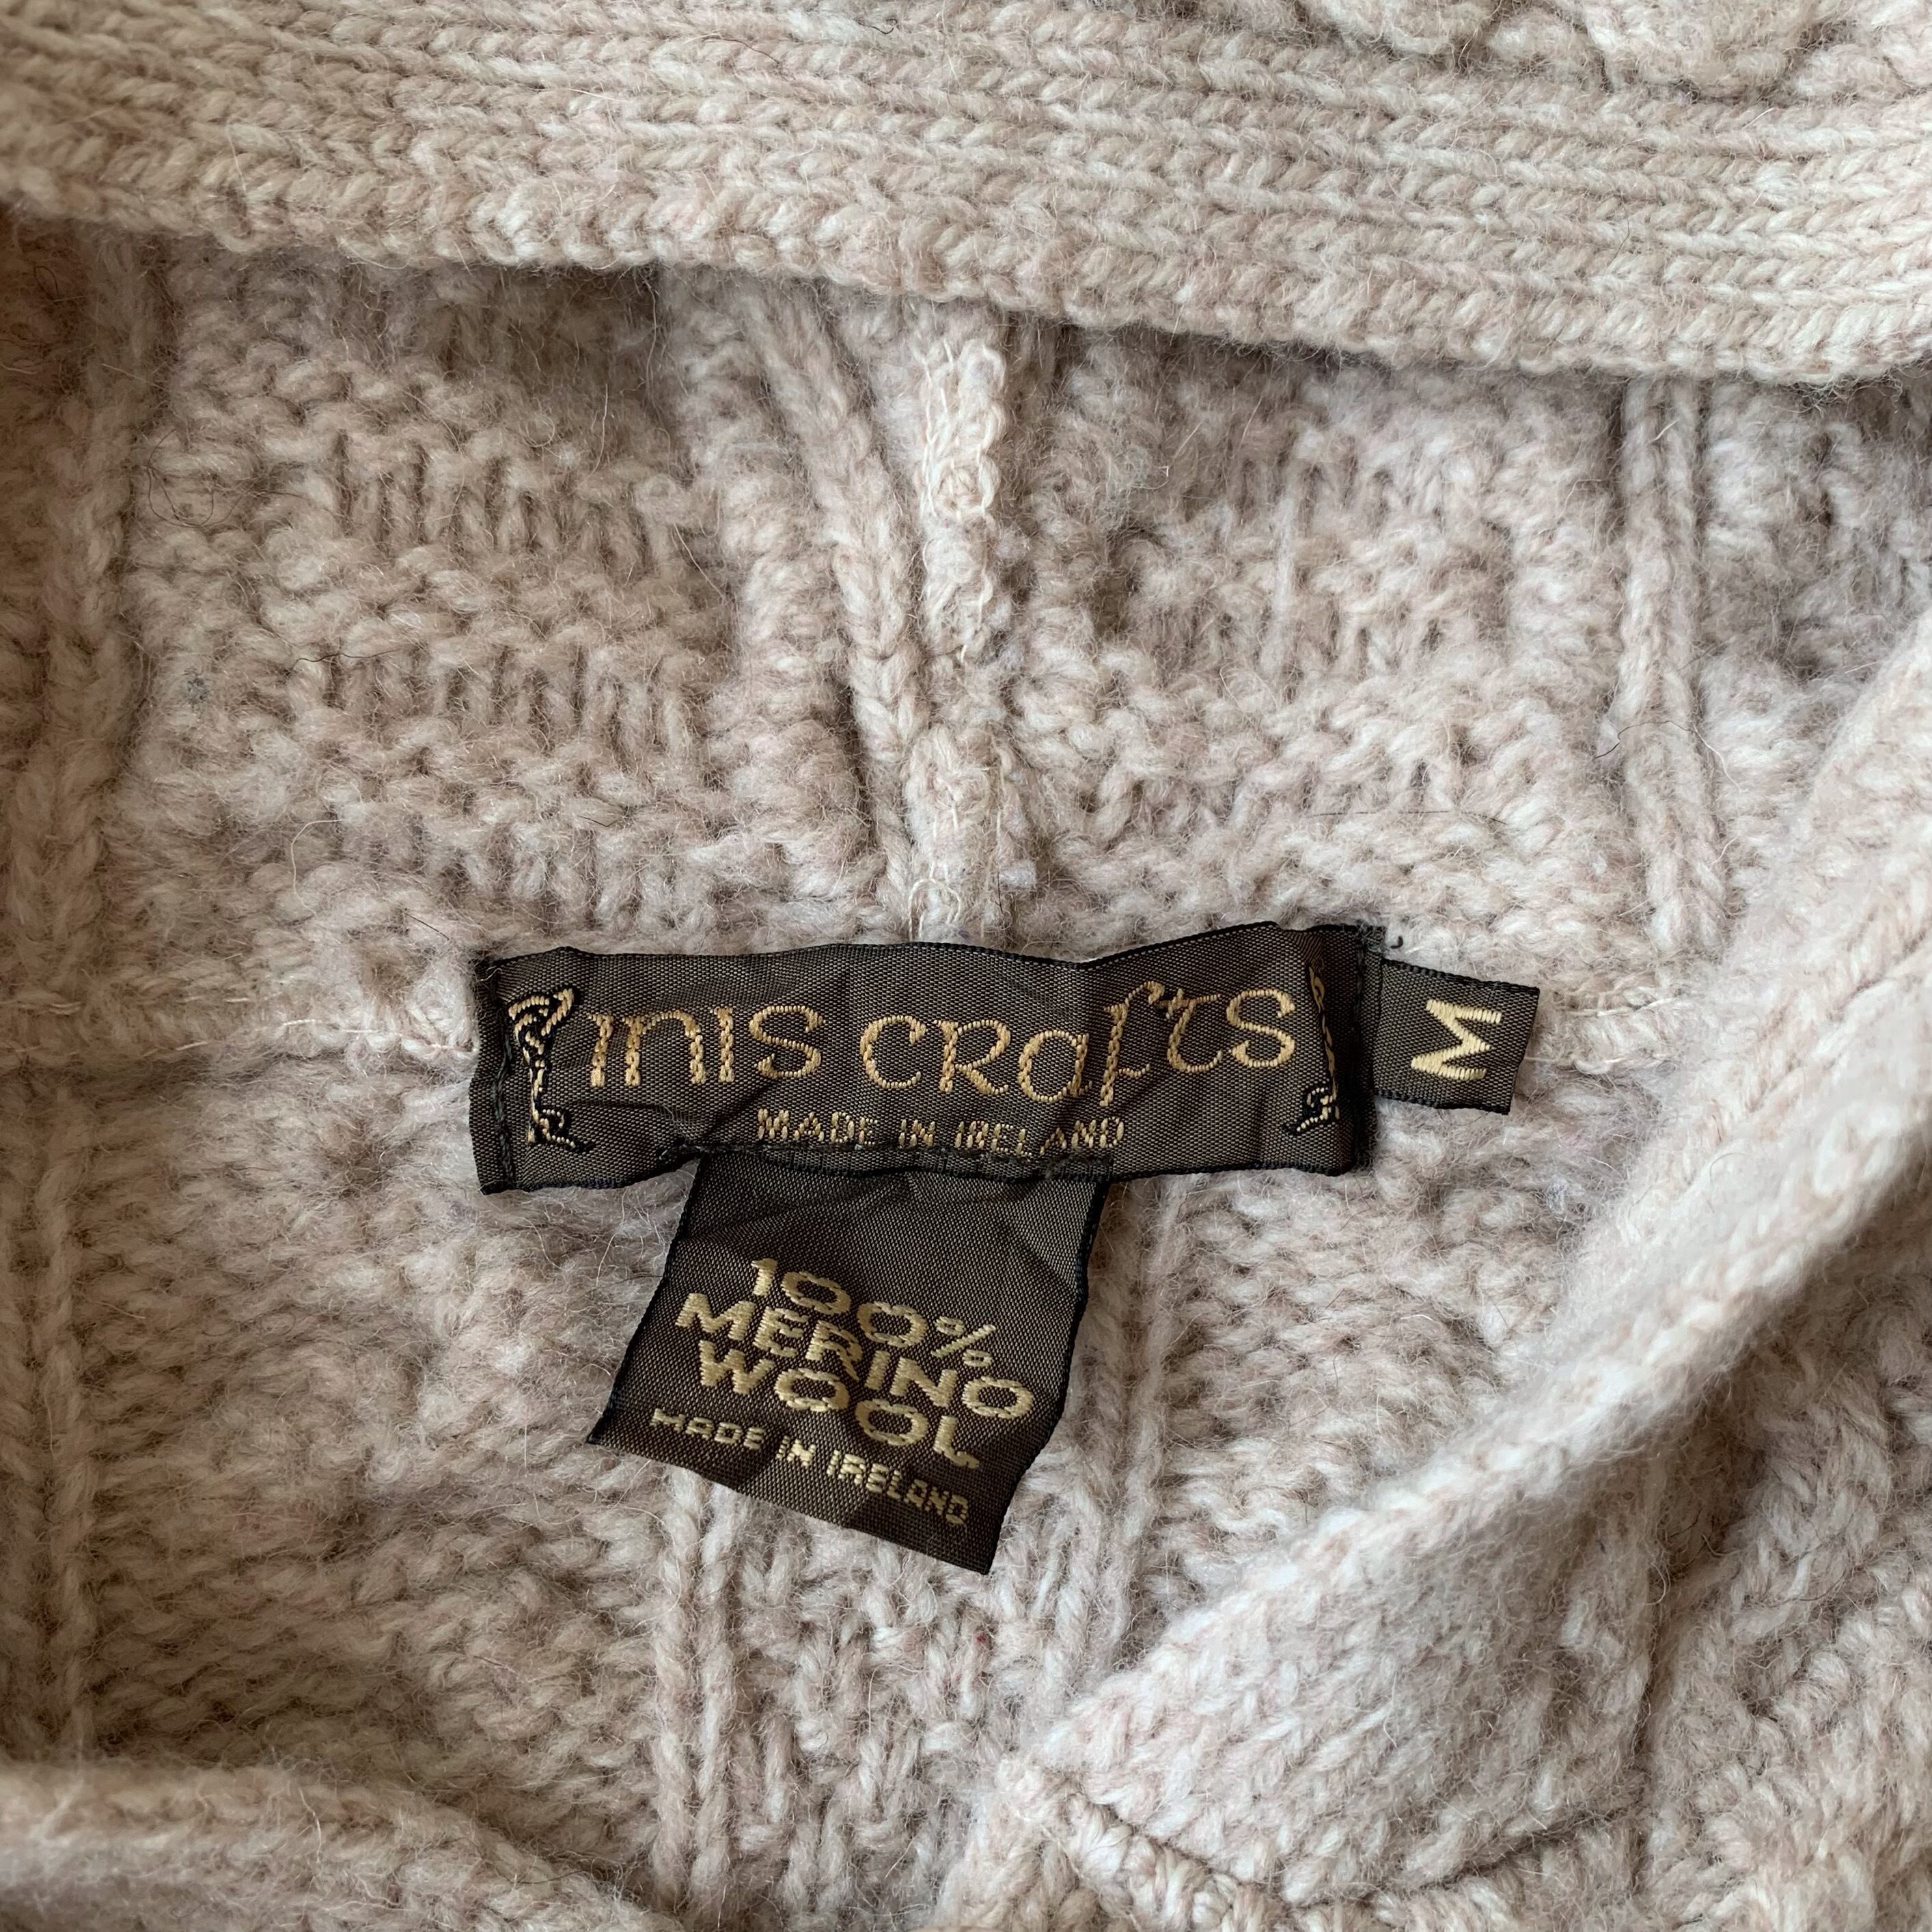 INIS CRAFTS
MADE IN IRELAND
M
100%
MERINO
WOOL
MADE IN IRELAND